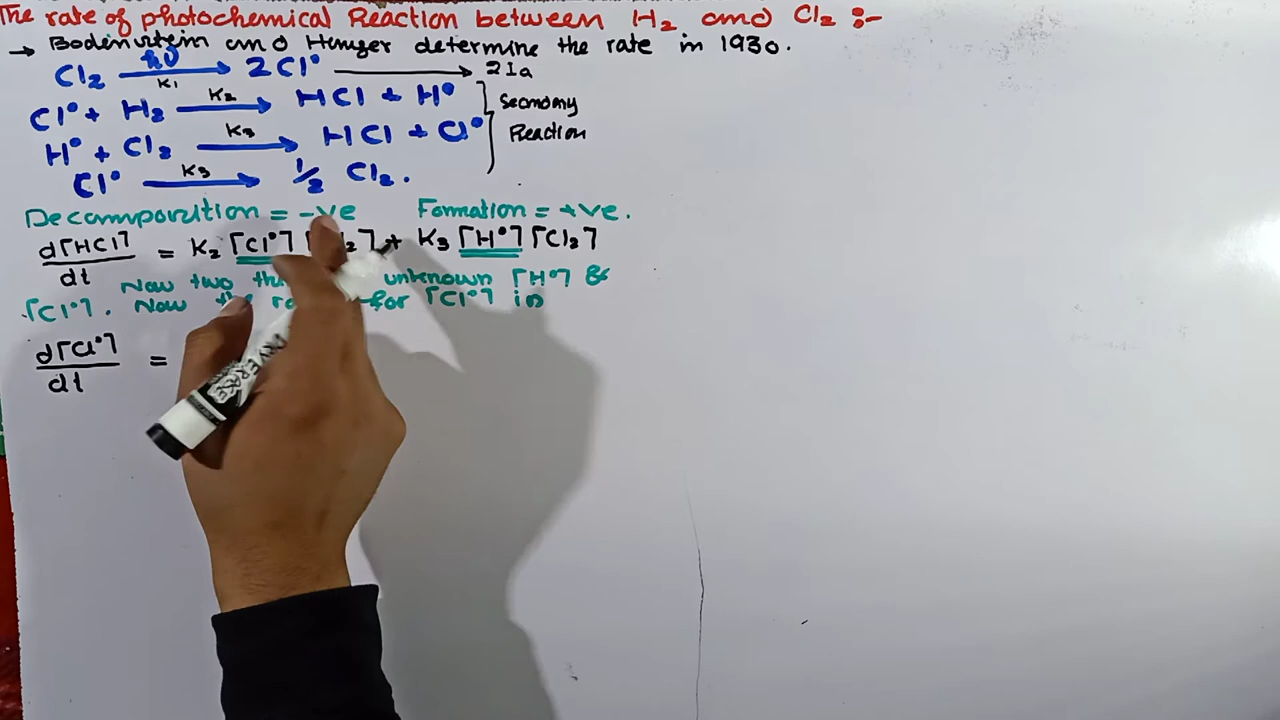 The rate of photochemical Reaction between H₂ and Cl₂ :-
→ Bodenstein and Hunger determine the rate in 1930.
Cl₂ —hν/K₁→ 2Cl° → 2Ia
Cl° + H₂ —K₂→ HCl + H°
Secondary
H° + Cl₂ —K₃→ HCl + Cl°
Reaction
Cl° —K₃→ 1/2 Cl₂.
Decomposition = -ve Formation = +ve.
d[HCl]/dt = K₂ [Cl°] + K₃ [H°] [Cl₂]
Now two unknown [H°] &
[Cl°]. Now for [Cl°] is
d[Cl°]/dt =